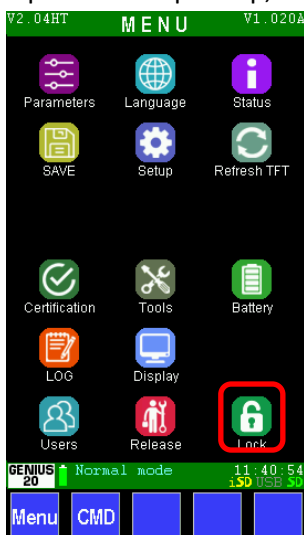 V2.04HT MENU V1.020A
Parameters Language Status
SAVE Setup Refresh TFT
Certification Tools Battery
LOG Display
Users Release Lock
GENIUS 20 Normal mode 11:40:54
iSD USB SD
Menu CMD